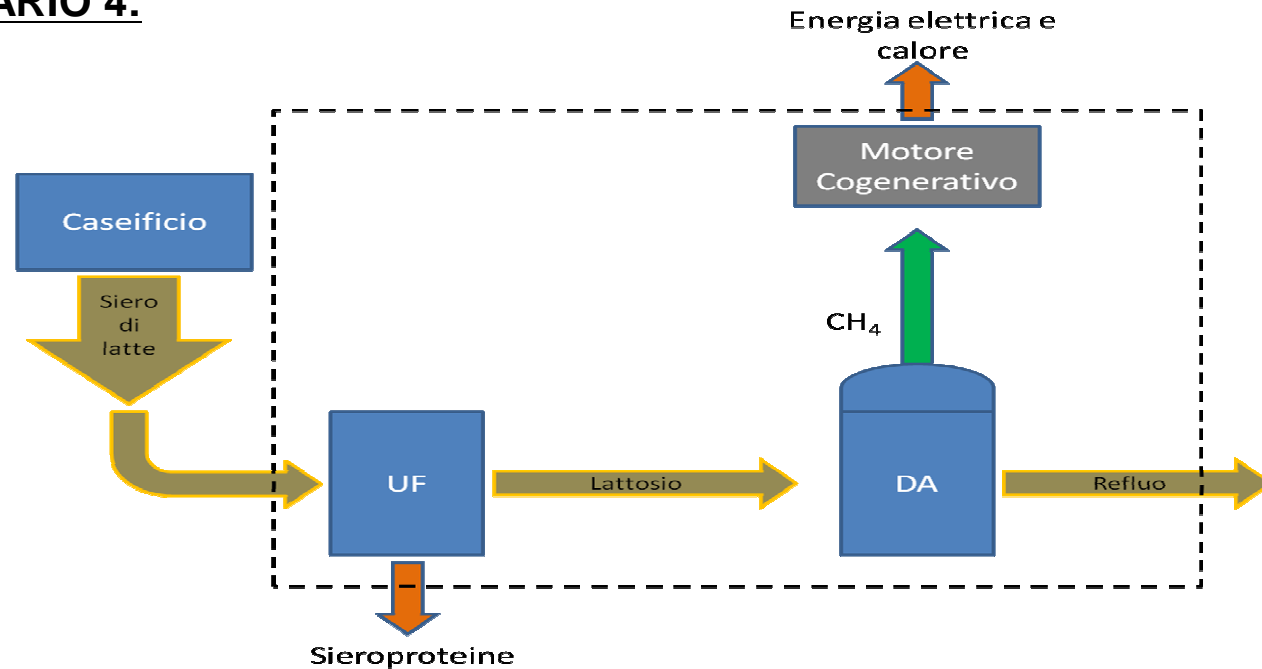 ARIO 4:
Energia elettrica e
calore
Motore
Cogenerativo
Caseificio
Siero
di
latte
CH₄
UF
Lattosio
DA
Refluo
Sieroproteine